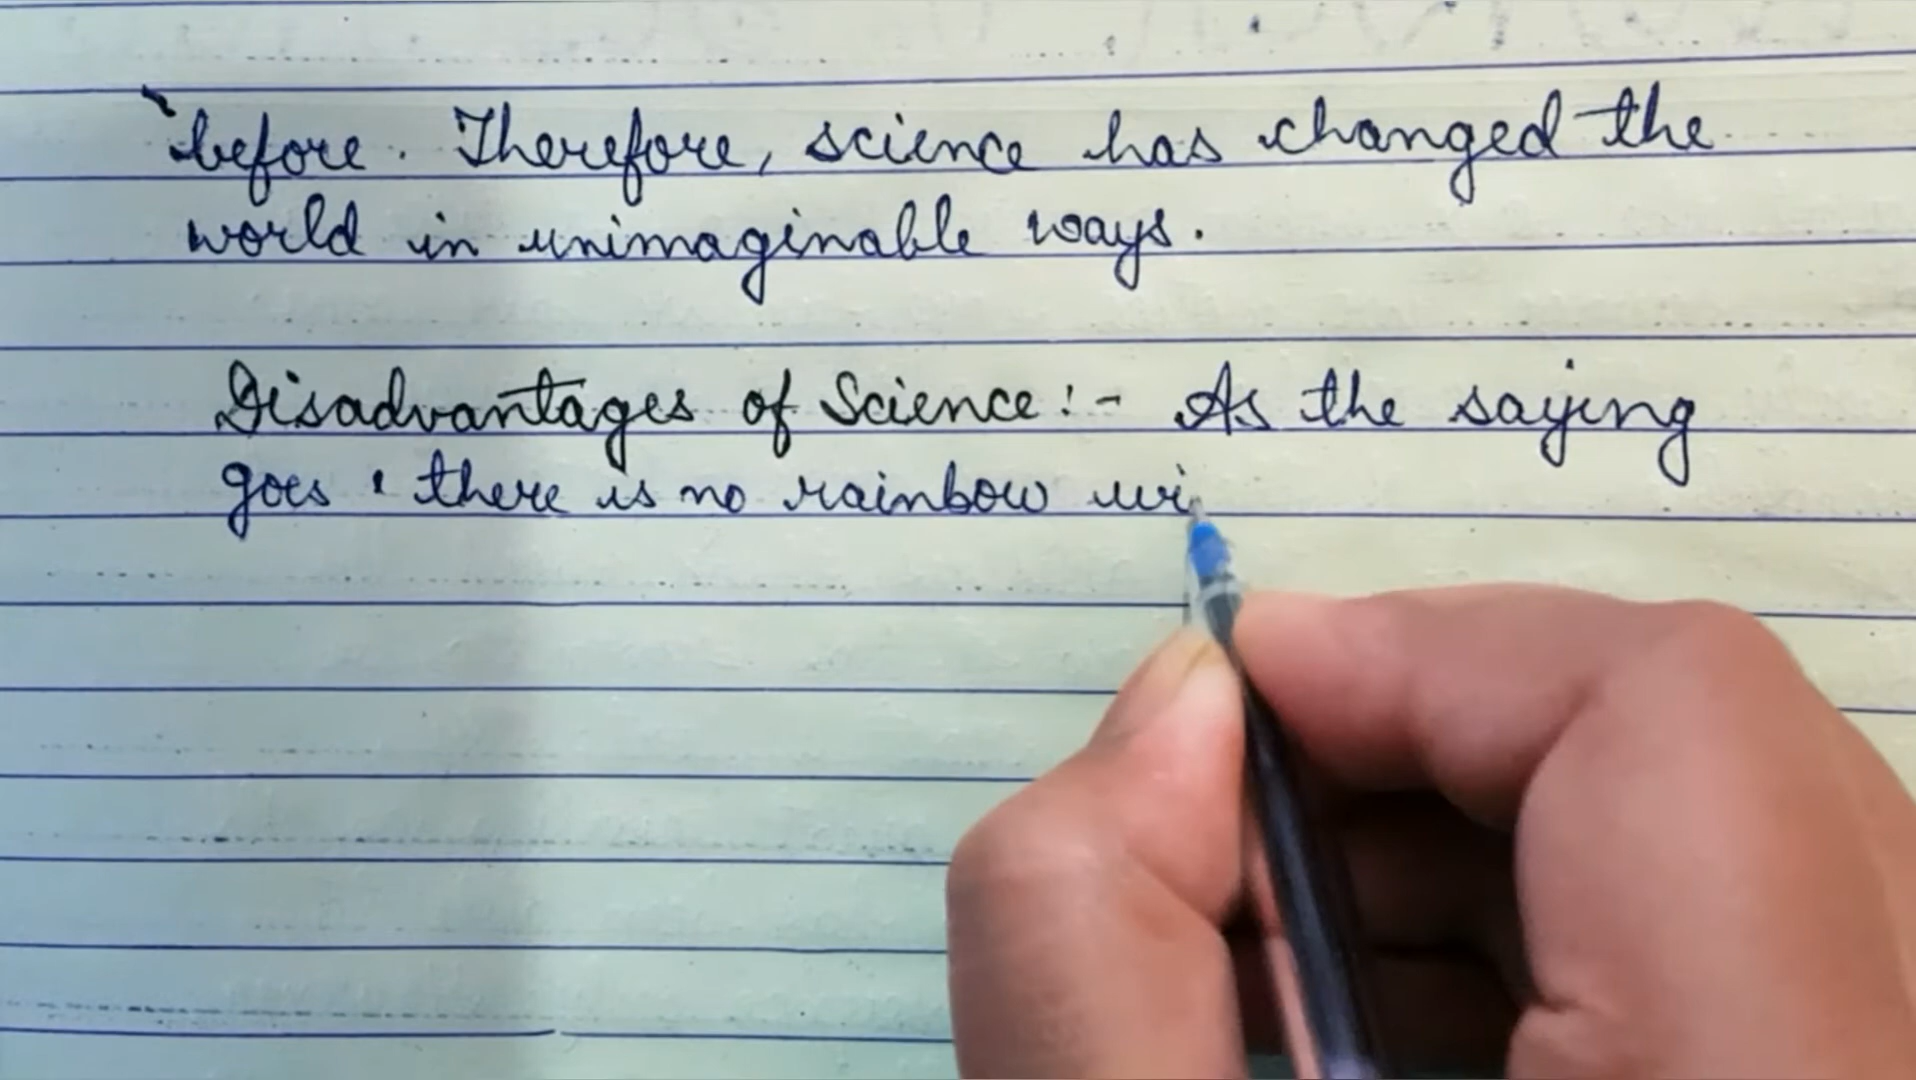 before. Therefore, science has changed the
world in unimaginable ways.
Disadvantages of Science :- As the saying
goes ' there is no rainbow wi